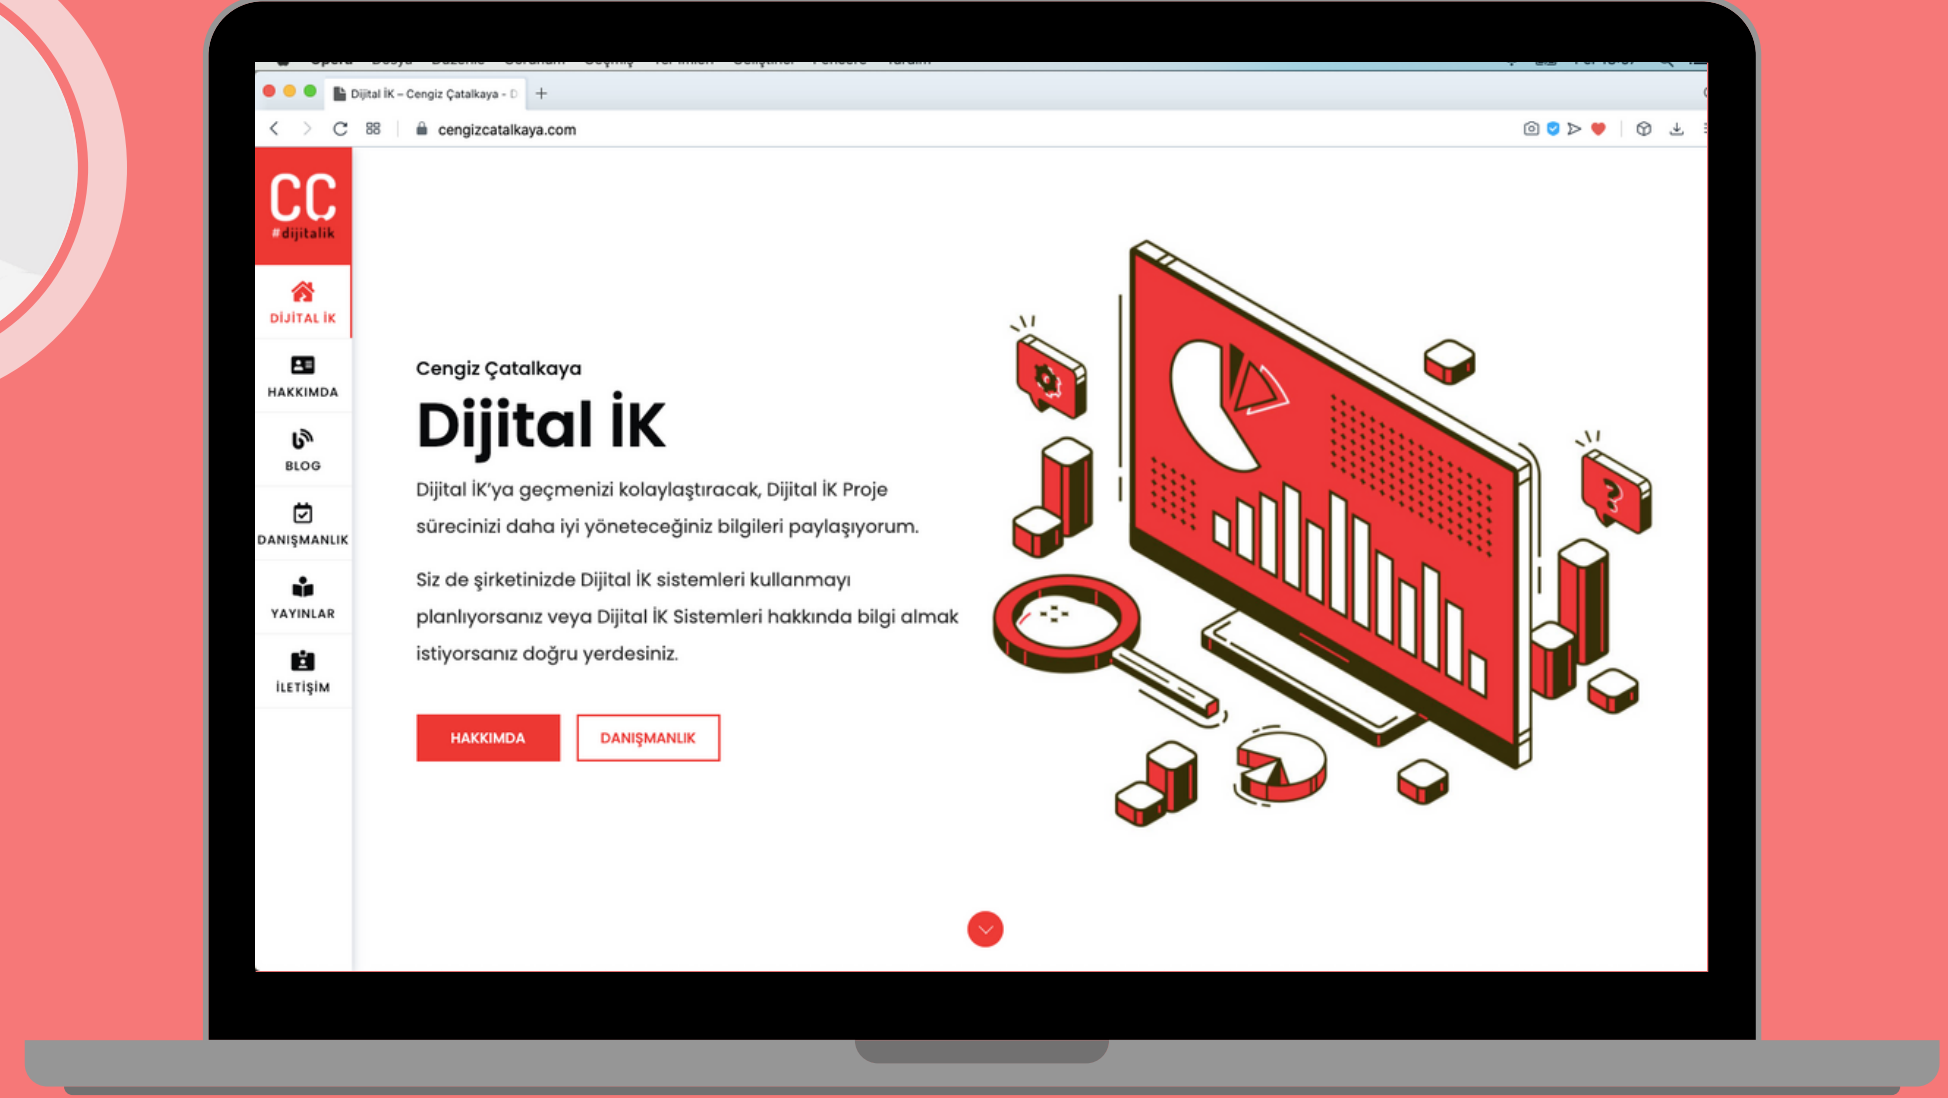 Dijital İK – Cengiz Çatalkaya - D
cengizcatalkaya.com
CÇ
#dijitalik
DİJİTAL İK
HAKKIMDA
BLOG
DANIŞMANLIK
YAYINLAR
İLETİŞİM
Cengiz Çatalkaya
Dijital İK
Dijital İK'ya geçmenizi kolaylaştıracak, Dijital İK Proje
sürecinizi daha iyi yöneteceğiniz bilgileri paylaşıyorum.
Siz de şirketinizde Dijital İK sistemleri kullanmayı
planlıyorsanız veya Dijital İK Sistemleri hakkında bilgi almak
istiyorsanız doğru yerdesiniz.
HAKKIMDA
DANIŞMANLIK
?